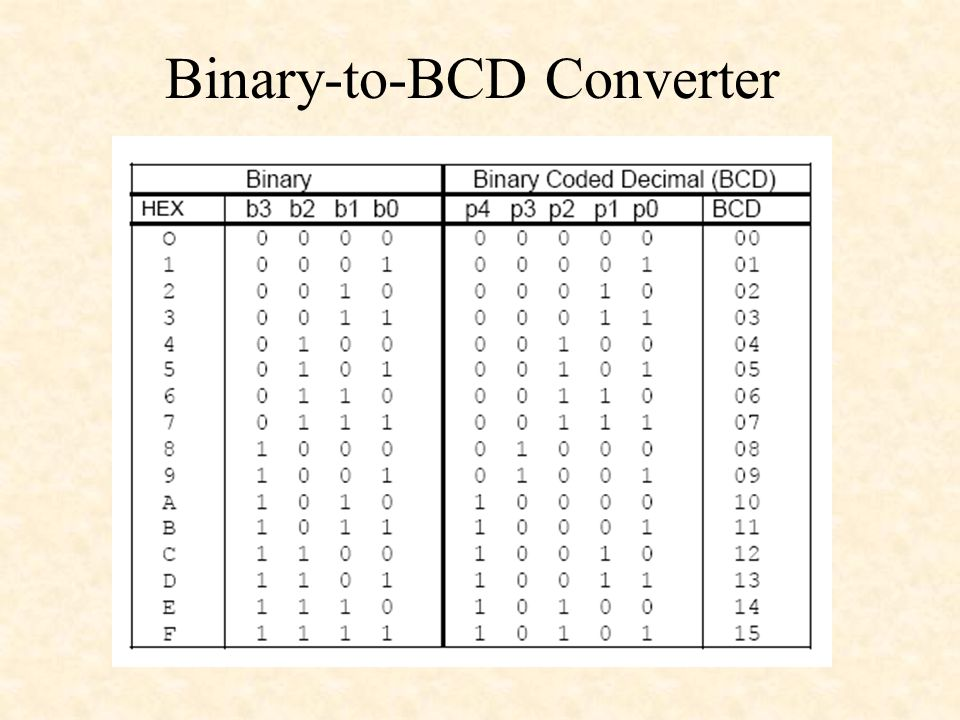 Binary-to-BCD Converter
Binary Binary Coded Decimal (BCD)
HEX b3 b2 b1 b0 p4 p3 p2 p1 p0 BCD
0 0 0 0 0 0 0 0 0 0 00
1 0 0 0 1 0 0 0 0 1 01
2 0 0 1 0 0 0 0 1 0 02
3 0 0 1 1 0 0 0 1 1 03
4 0 1 0 0 0 0 1 0 0 04
5 0 1 0 1 0 0 1 0 1 05
6 0 1 1 0 0 0 1 1 0 06
7 0 1 1 1 0 0 1 1 1 07
8 1 0 0 0 0 1 0 0 0 08
9 1 0 0 1 0 1 0 0 1 09
A 1 0 1 0 1 0 0 0 0 10
B 1 0 1 1 1 0 0 0 1 11
C 1 1 0 0 1 0 0 1 0 12
D 1 1 0 1 1 0 0 1 1 13
E 1 1 1 0 1 0 1 0 0 14
F 1 1 1 1 1 0 1 0 1 15